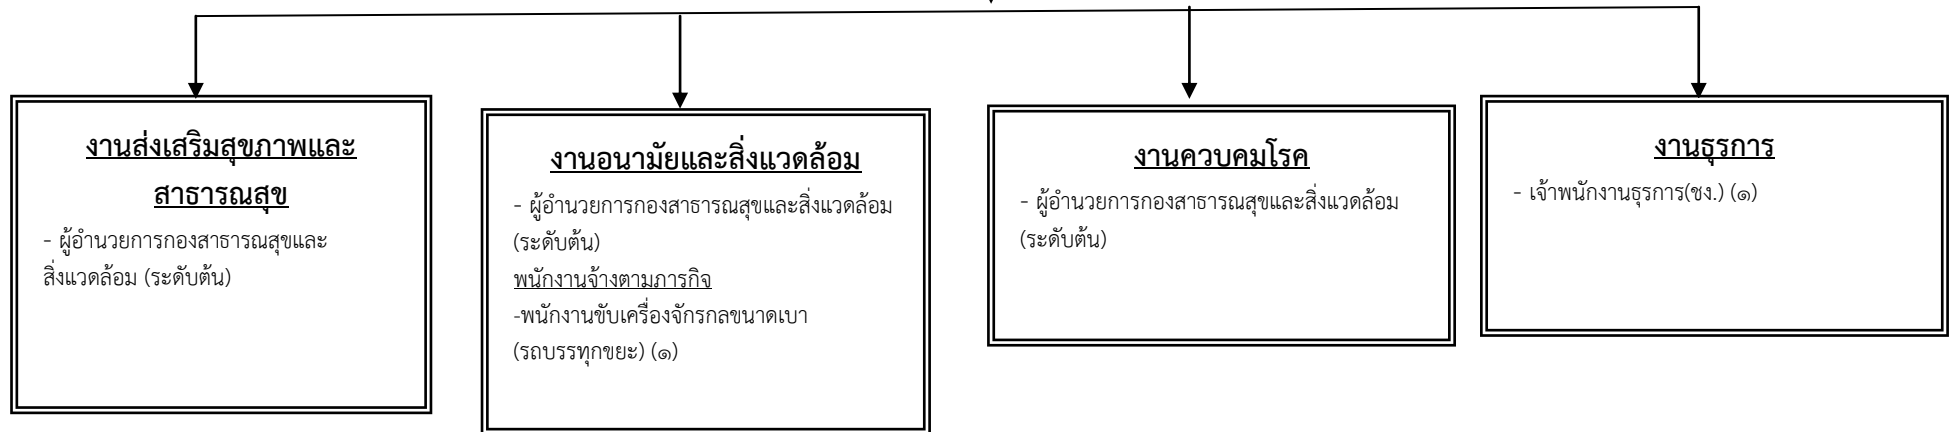 งานส่งเสริมสุขภาพและ
สาธารณสุข
- ผู้อำนวยการกองสาธารณสุขและ
สิ่งแวดล้อม (ระดับต้น)
งานอนามัยและสิ่งแวดล้อม
- ผู้อำนวยการกองสาธารณสุขและสิ่งแวดล้อม
(ระดับต้น)
พนักงานจ้างตามภารกิจ
-พนักงานขับเครื่องจักรกลขนาดเบา
(รถบรรทุกขยะ) (๑)
งานควบคมโรค
- ผู้อำนวยการกองสาธารณสุขและสิ่งแวดล้อม
(ระดับต้น)
งานธุรการ
- เจ้าพนักงานธุรการ(ชง.) (๑)